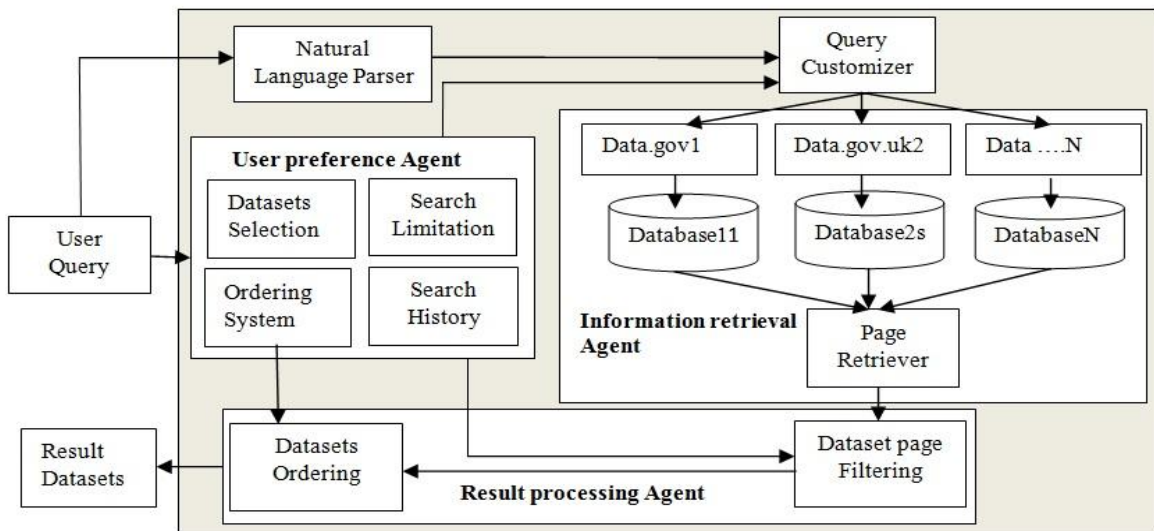 Natural
Language Parser
Query
Customizer
User preference Agent
Datasets
Selection
Search
Limitation
Ordering
System
Search
History
User
Query
Data.gov1
Data.gov.uk2
Data ....N
Database11
Database2s
DatabaseN
Information retrieval
Agent
Page
Retriever
Result
Datasets
Datasets
Ordering
Dataset page
Filtering
Result processing Agent